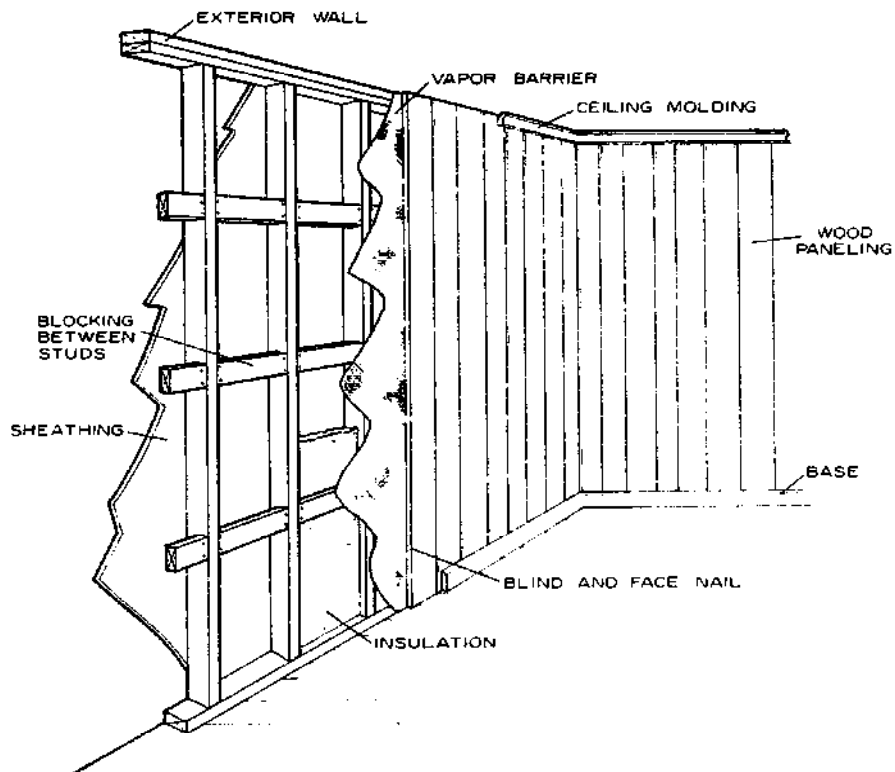 EXTERIOR WALL
VAPOR BARRIER
CEILING MOLDING
WOOD
PANELING
BLOCKING
BETWEEN
STUDS
SHEATHING
BASE
BLIND AND FACE NAIL
INSULATION